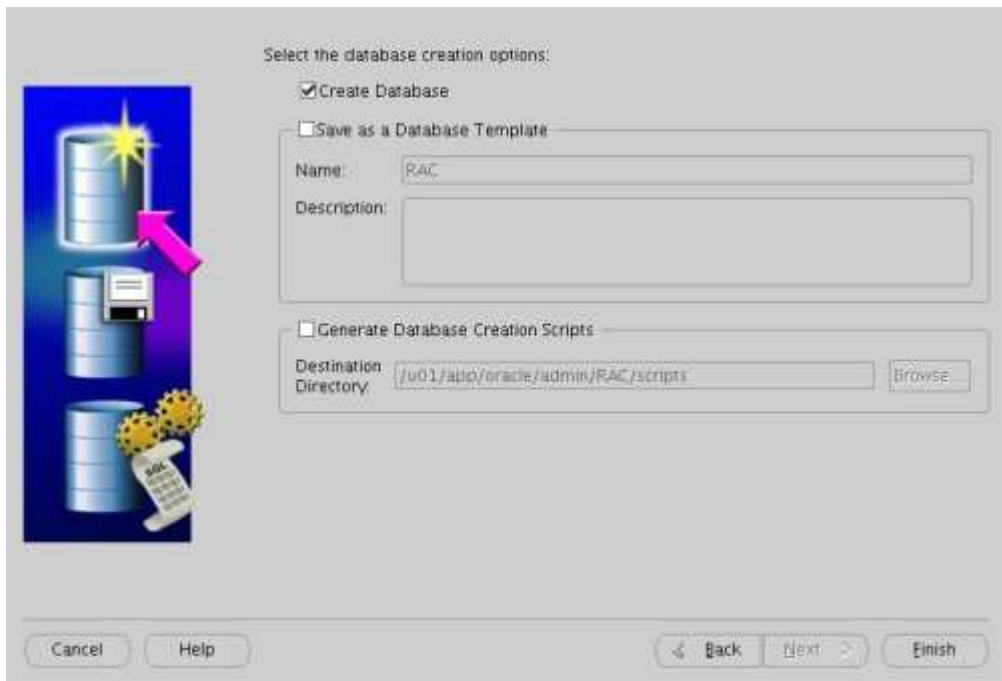 Select the database creation options:
Create Database
Save as a Database Template
Name: RAC
Description:
Generate Database Creation Scripts
Destination Directory: /u01/app/oracle/admin/RAC/scripts Browse...
SQL
Cancel Help Back Next Finish